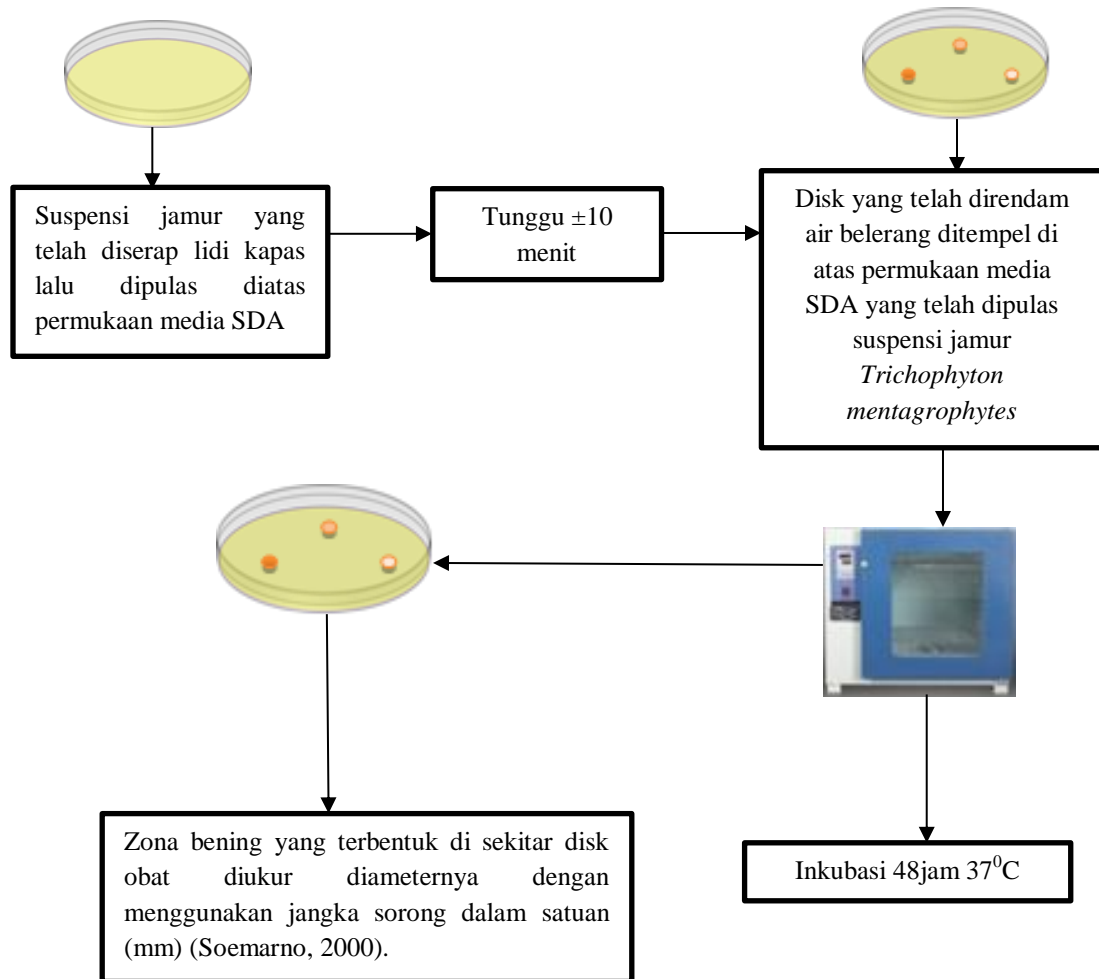 Suspensi jamur yang
telah diserap lidi kapas
lalu dipulas diatas
permukaan media SDA
Tunggu ±10
menit
Disk yang telah direndam
air belerang ditempel di
atas permukaan media
SDA yang telah dipulas
suspensi jamur
Trichophyton
mentagrophytes
Zona bening yang terbentuk di sekitar disk
obat diukur diameternya dengan
menggunakan jangka sorong dalam satuan
(mm) (Soemarno, 2000).
Inkubasi 48jam 37⁰C